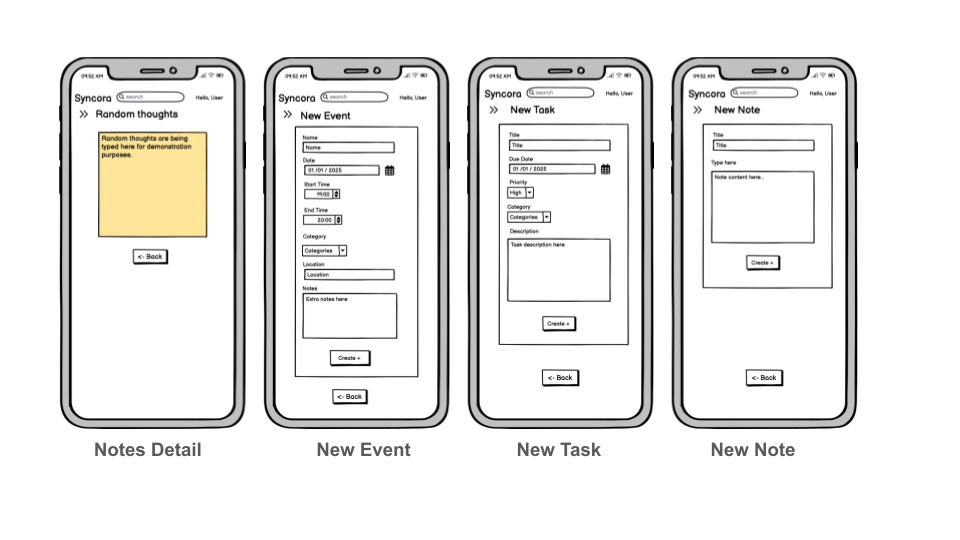 09:52 AM
Syncora
search
Hello, User
>> Random thoughts
Random thoughts are being
typed here for demonstration
purposes.
<- Back
Notes Detail
09:52 AM
Syncora
search
Hello, User
>> New Event
Name
Name
Date
01 /01 / 2025
Start Time
19:00
End Time
20:00
Category
Categories
Location
Location
Notes
Extra notes here
Create +
<- Back
New Event
09:52 AM
Syncora
search
Hello, User
>> New Task
Title
Title
Due Date
01 /01 / 2025
Priority
High
Category
Categories
Description
Task description here
Create +
<- Back
New Task
09:52 AM
Syncora
search
Hello, User
>> New Note
Title
Title
Type here
Note content here..
Create +
<- Back
New Note